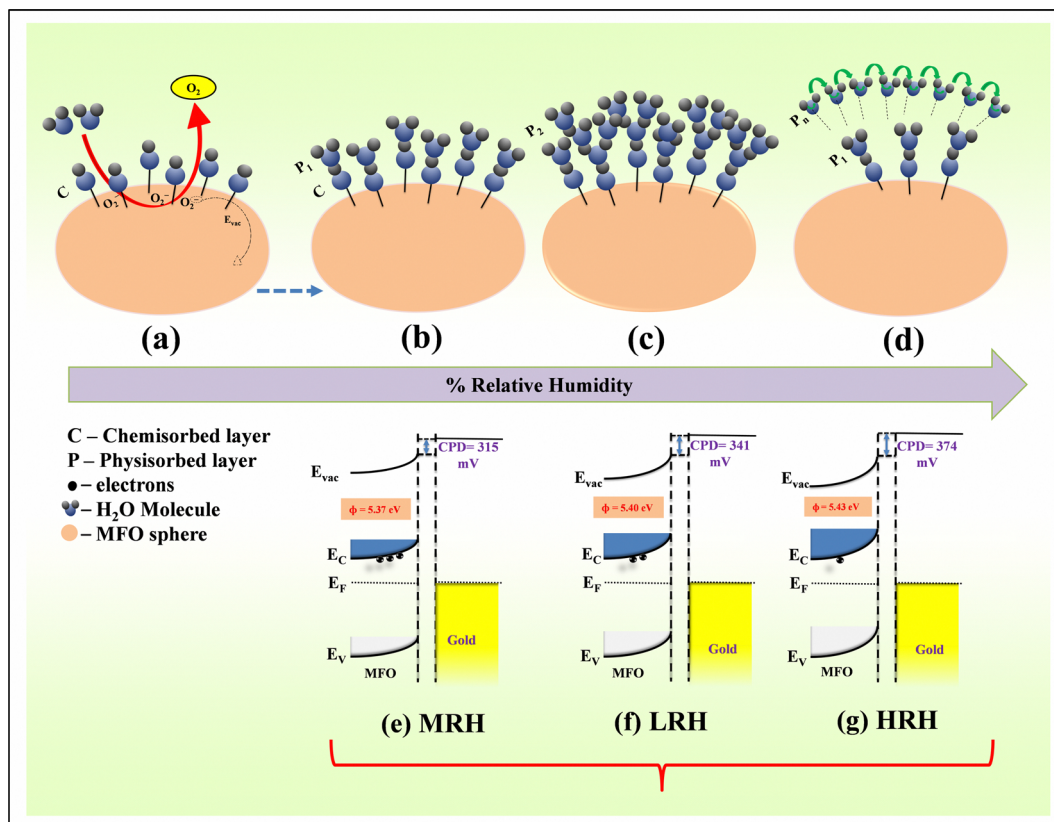 O₂
C
O₂⁻
O₂⁻
O₂⁻
Eᵥₐc
P₁
C
P₂
Pₙ
P₁
(a)
(b)
(c)
(d)
% Relative Humidity
C – Chemisorbed layer
P – Physisorbed layer
– electrons
– H₂O Molecule
– MFO sphere
CPD= 315
mV
Evac
ϕ = 5.37 eV
EC
EF
Gold
EV
MFO
(e) MRH
CPD= 341
mV
Evac
ϕ = 5.40 eV
EC
EF
Gold
EV
MFO
(f) LRH
CPD= 374
mV
Evac
ϕ = 5.43 eV
EC
EF
Gold
EV
MFO
(g) HRH